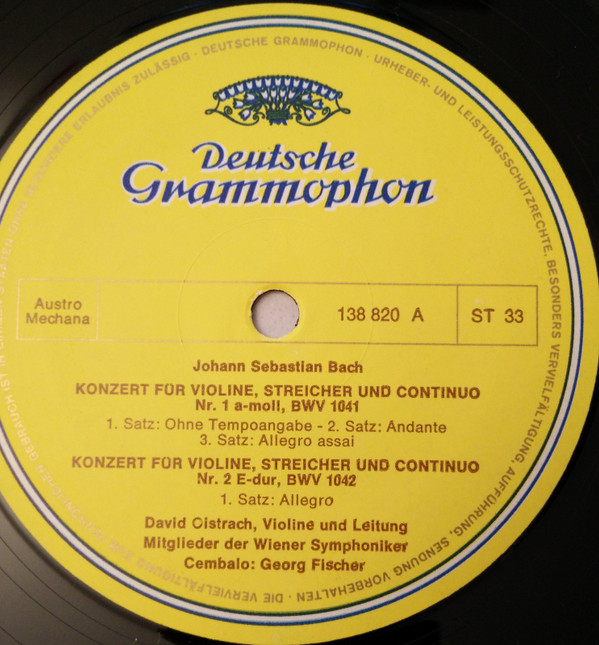 Deutsche
Grammophon
Austro
Mechana
138 820 A
ST 33
Johann Sebastian Bach
KONZERT FÜR VIOLINE, STREICHER UND CONTINUO
Nr. 1 a-moll, BWV 1041
1. Satz: Ohne Tempoangabe - 2. Satz: Andante
3. Satz: Allegro assai
KONZERT FÜR VIOLINE, STREICHER UND CONTINUO
Nr. 2 E-dur, BWV 1042
1. Satz: Allegro
David Oistrach, Violine und Leitung
Mitglieder der Wiener Symphoniker
Cembalo: Georg Fischer
ERLAUBNIS ZULÄSSIG · DEUTSCHE GRAMMOPHON · URHEBER- UND LEISTUNGSSCHUTZRECHTE, BESONDERS VERVIELFÄLTIGUNG, AUFFÜHRUNG, SENDUNG VORBEHALTEN · DIE VERVIELFÄLTIGUNG